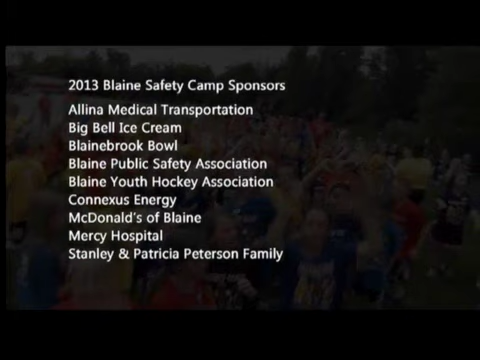 2013 Blaine Safety Camp Sponsors
Allina Medical Transportation
Big Bell Ice Cream
Blainebrook Bowl
Blaine Public Safety Association
Blaine Youth Hockey Association
Connexus Energy
McDonald's of Blaine
Mercy Hospital
Stanley & Patricia Peterson Family